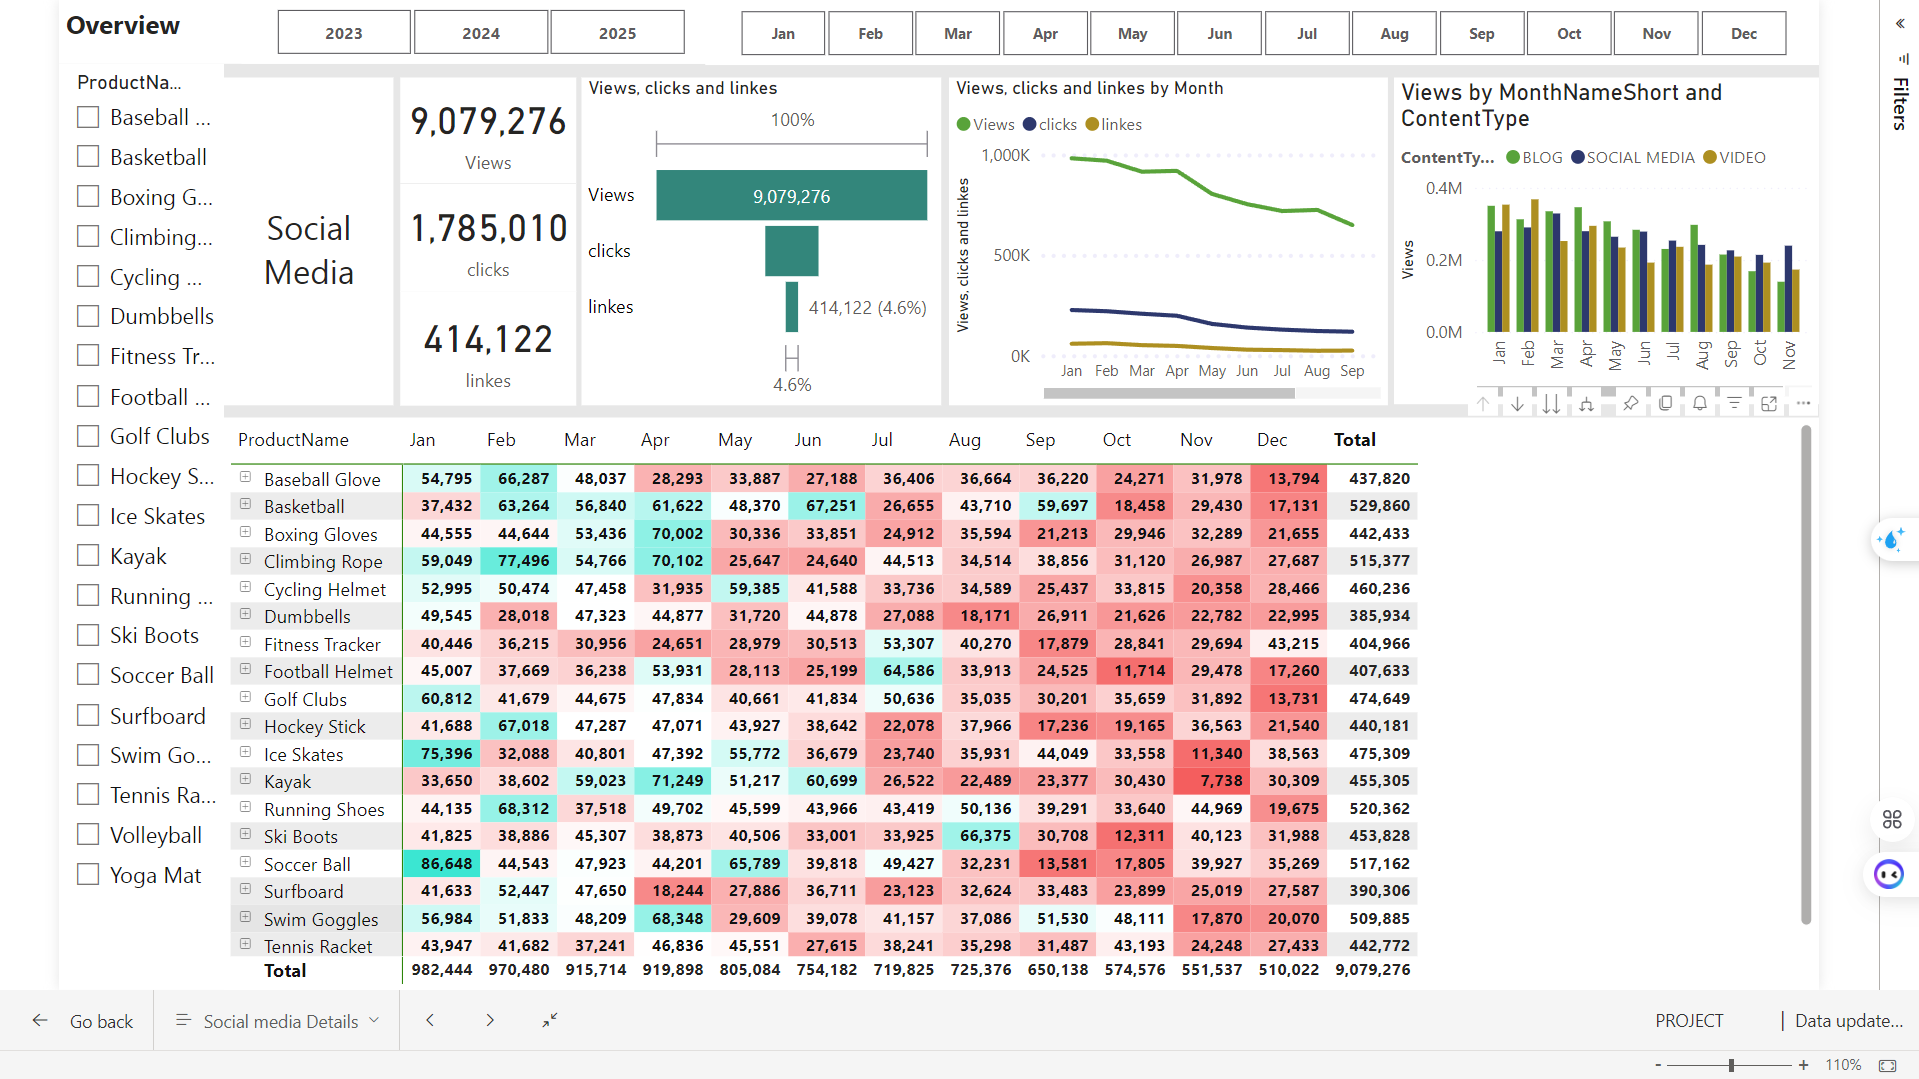 Overview
2023 2024 2025
Jan Feb Mar Apr May Jun Jul Aug Sep Oct Nov Dec
Filters
ProductNa...
Baseball ...
Basketball
Boxing G...
Climbing...
Cycling ...
Dumbbells
Fitness Tr...
Football ...
Golf Clubs
Hockey S...
Ice Skates
Kayak
Running ...
Ski Boots
Soccer Ball
Surfboard
Swim Go...
Tennis Ra...
Volleyball
Yoga Mat
Social
Media
9,079,276
Views
1,785,010
clicks
414,122
linkes
Views, clicks and linkes
100%
Views 9,079,276
clicks
linkes 414,122 (4.6%)
4.6%
Views, clicks and linkes by Month
Views clicks linkes
Views, clicks and linkes
1,000K
500K
0K
Jan Feb Mar Apr May Jun Jul Aug Sep
Views by MonthNameShort and
ContentType
ContentTy... BLOG SOCIAL MEDIA VIDEO
Views
0.4M
0.2M
0.0M
Jan Feb Mar Apr May Jun Jul Aug Sep Oct Nov
ProductName Jan Feb Mar Apr May Jun Jul Aug Sep Oct Nov Dec Total
Baseball Glove 54,795 66,287 48,037 28,293 33,887 27,188 36,406 36,664 36,220 24,271 31,978 13,794 437,820
Basketball 37,432 63,264 56,840 61,622 48,370 67,251 26,655 43,710 59,697 18,458 29,430 17,131 529,860
Boxing Gloves 44,555 44,644 53,436 70,002 30,336 33,851 24,912 35,594 21,213 29,946 32,289 21,655 442,433
Climbing Rope 59,049 77,496 54,766 70,102 25,647 24,640 44,513 34,514 38,856 31,120 26,987 27,687 515,377
Cycling Helmet 52,995 50,474 47,458 31,935 59,385 41,588 33,736 34,589 25,437 33,815 20,358 28,466 460,236
Dumbbells 49,545 28,018 47,323 44,877 31,720 44,878 27,088 18,171 26,911 21,626 22,782 22,995 385,934
Fitness Tracker 40,446 36,215 30,956 24,651 28,979 30,513 53,307 40,270 17,879 28,841 29,694 43,215 404,966
Football Helmet 45,007 37,669 36,238 53,931 28,113 25,199 64,586 33,913 24,525 11,714 29,478 17,260 407,633
Golf Clubs 60,812 41,679 44,675 47,834 40,661 41,834 50,636 35,035 30,201 35,659 31,892 13,731 474,649
Hockey Stick 41,688 67,018 47,287 47,071 43,927 38,642 22,078 37,966 17,236 19,165 36,563 21,540 440,181
Ice Skates 75,396 32,088 40,801 47,392 55,772 36,679 23,740 35,931 44,049 33,558 11,340 38,563 475,309
Kayak 33,650 38,602 59,023 71,249 51,217 60,699 26,522 22,489 23,377 30,430 7,738 30,309 455,305
Running Shoes 44,135 68,312 37,518 49,702 45,599 43,966 43,419 50,136 39,291 33,640 44,969 19,675 520,362
Ski Boots 41,825 38,886 45,307 38,873 40,506 33,001 33,925 66,375 30,708 12,311 40,123 31,988 453,828
Soccer Ball 86,648 44,543 47,923 44,201 65,789 39,818 49,427 32,231 13,581 17,805 39,927 35,269 517,162
Surfboard 41,633 52,447 47,650 18,244 27,886 36,711 23,123 32,624 33,483 23,899 25,019 27,587 390,306
Swim Goggles 56,984 51,833 48,209 68,348 29,609 39,078 41,157 37,086 51,530 48,111 17,870 20,070 509,885
Tennis Racket 43,947 41,682 37,241 46,836 45,551 27,615 38,241 35,298 31,487 43,193 24,248 27,433 442,772
Total 982,444 970,480 915,714 919,898 805,084 754,182 719,825 725,376 650,138 574,576 551,537 510,022 9,079,276
Go back Social media Details PROJECT | Data update...
- + 110%